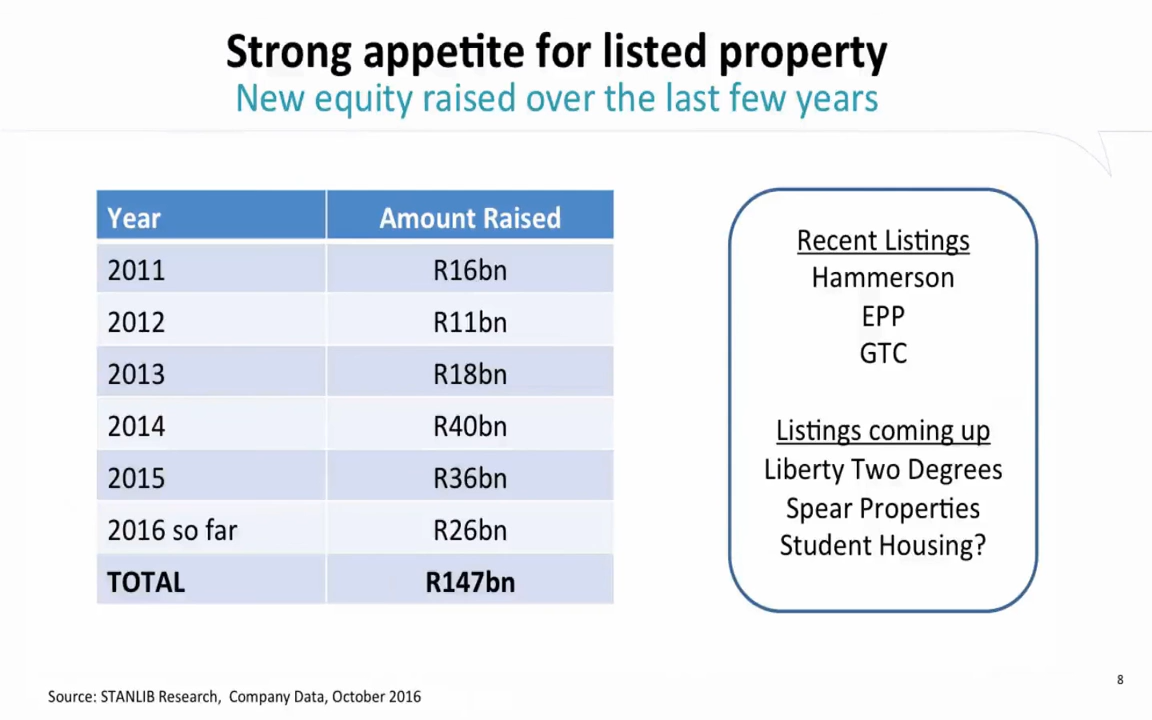 Strong appetite for listed property
New equity raised over the last few years
Year Amount Raised
2011 R16bn
2012 R11bn
2013 R18bn
2014 R40bn
2015 R36bn
2016 so far R26bn
TOTAL R147bn
Recent Listings
Hammerson
EPP
GTC
Listings coming up
Liberty Two Degrees
Spear Properties
Student Housing?
8
Source: STANLIB Research, Company Data, October 2016